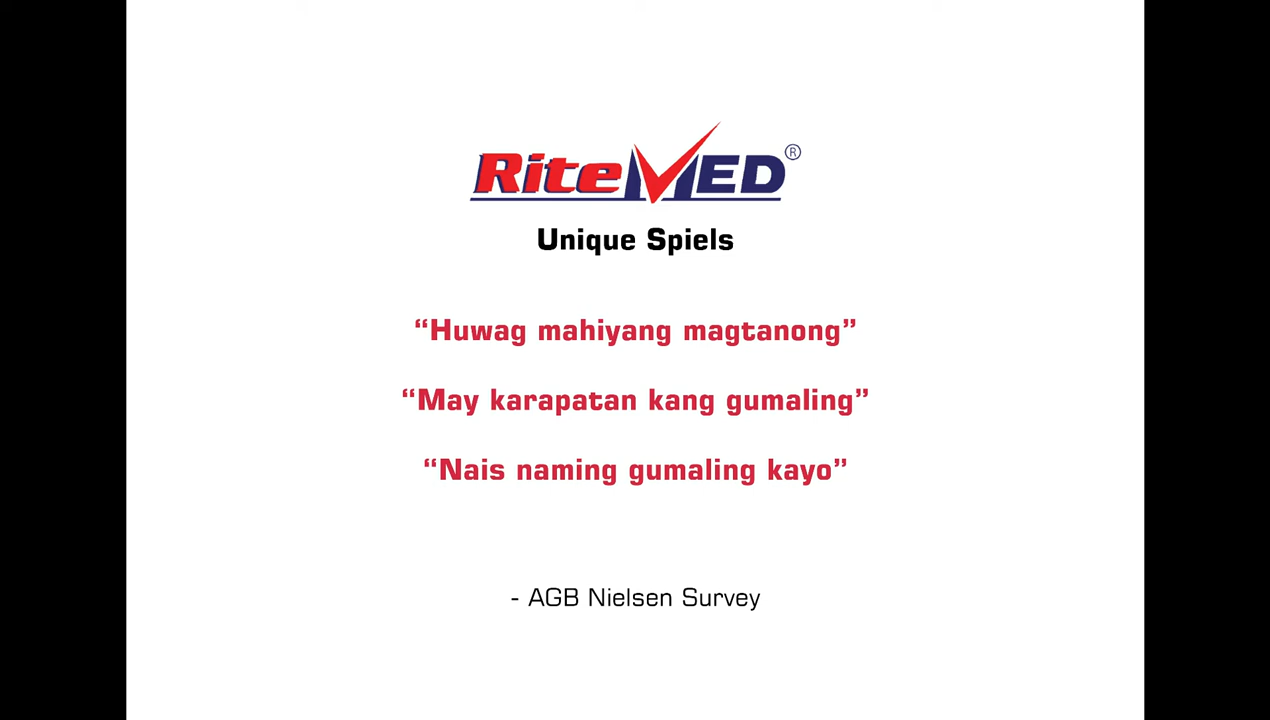 RiteMED®
Unique Spiels
“Huwag mahiyang magtanong”
“May karapatan kang gumaling”
“Nais naming gumaling kayo”
- AGB Nielsen Survey